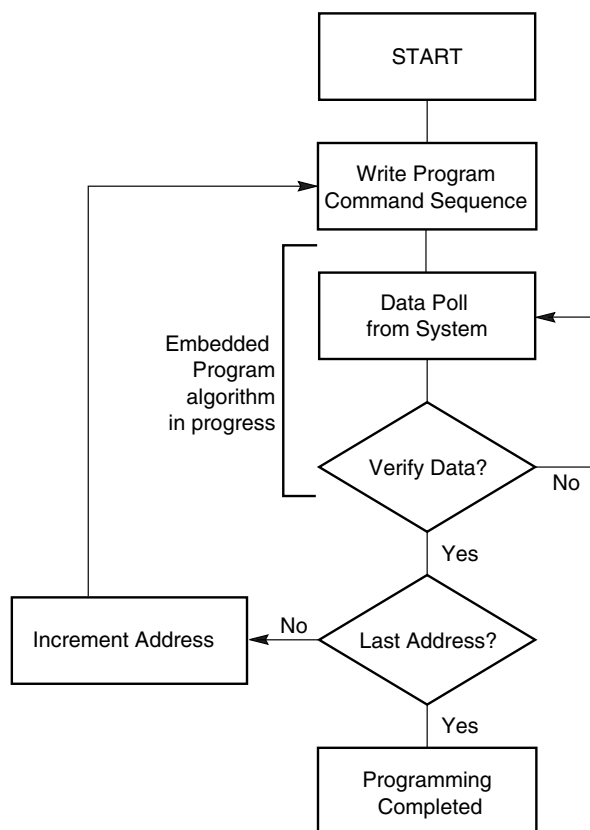 START
Write Program
Command Sequence
Data Poll
from System
Embedded
Program
algorithm
in progress
Verify Data?
No
Yes
Last Address?
No
Increment Address
Yes
Programming
Completed